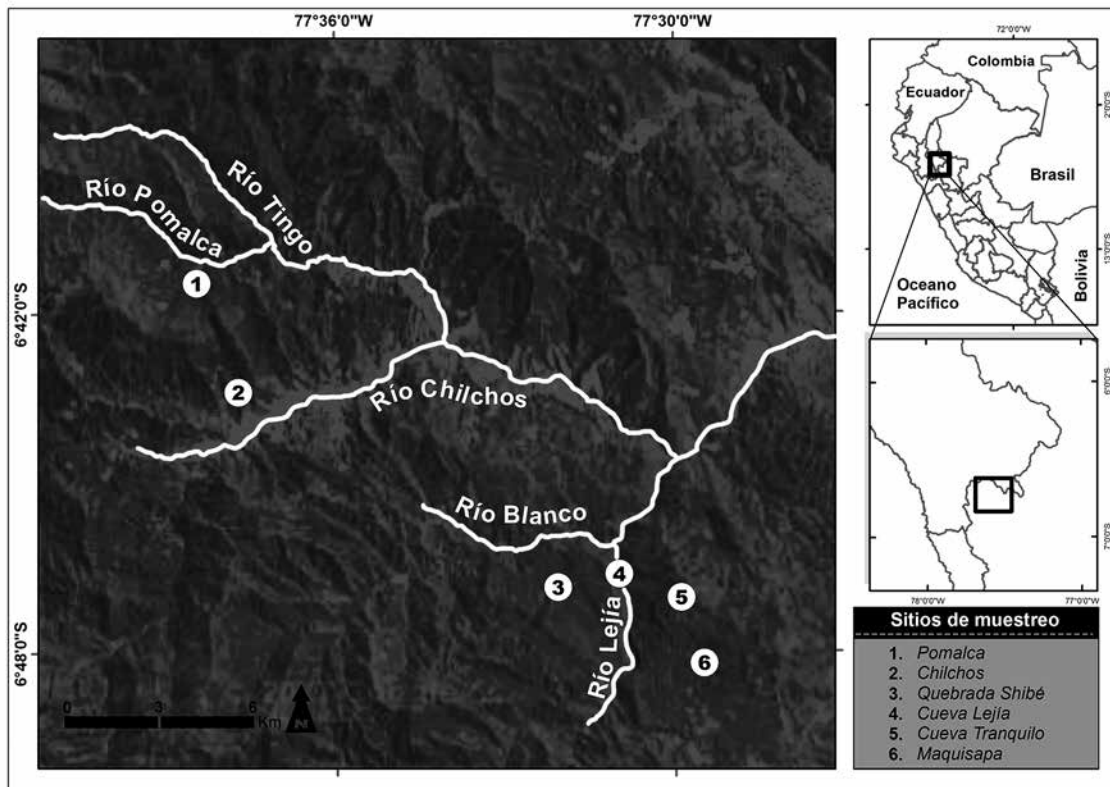 77°36'0"W
77°30'0"W
6°42'0"S
6°48'0"S
Río Tingo
Río Pomalca
1
2
Río Chilchos
Río Blanco
3
4
5
Río Lejía
6
0
3
6
Km
N
72°0'0"W
Colombia
Ecuador
2°0'0"S
Brasil
13°0'0"S
Oceano
Pacífico
Bolivia
6°0'0"S
7°0'0"S
78°0'0"W
77°0'0"W
Sitios de muestreo
1. Pomalca
2. Chilchos
3. Quebrada Shibé
4. Cueva Lejía
5. Cueva Tranquilo
6. Maquisapa